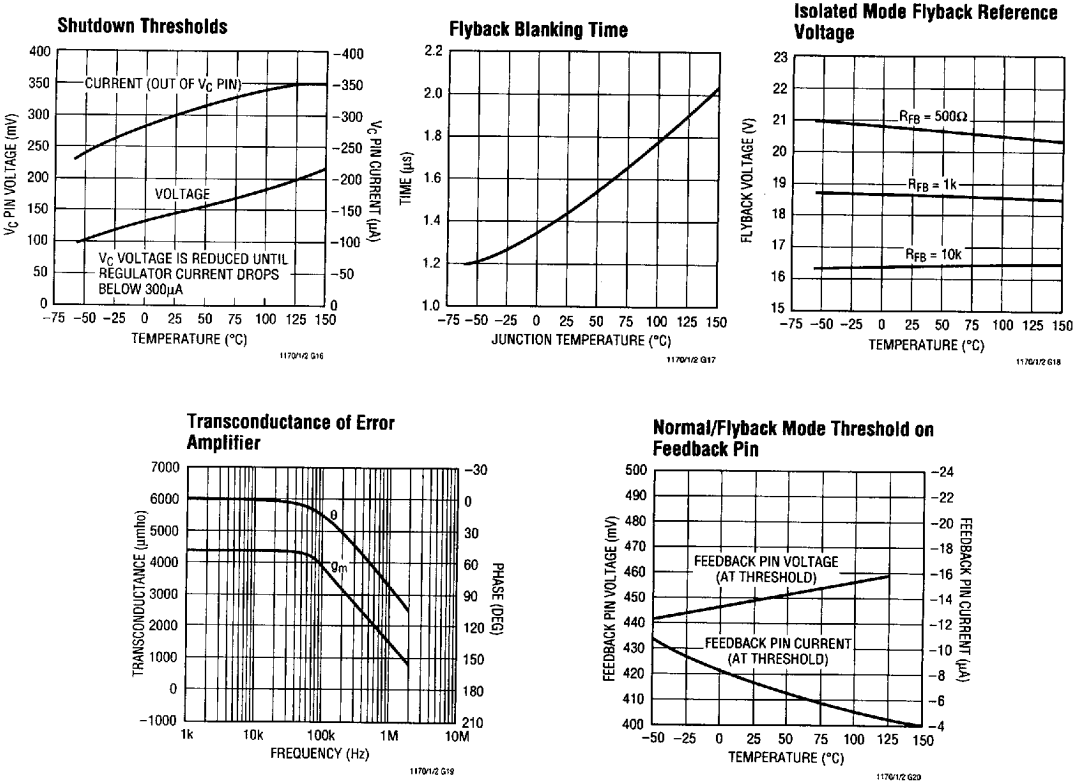 Shutdown Thresholds
400
350
300
250
200
150
100
50
0
VC PIN VOLTAGE (mV)
–400
–350
–300
–250
–200
–150
–100
–50
0
VC PIN CURRENT (µA)
CURRENT (OUT OF VC PIN)
VOLTAGE
VC VOLTAGE IS REDUCED UNTIL
REGULATOR CURRENT DROPS
BELOW 300µA
–75 –50 –25 0 25 50 75 100 125 150
TEMPERATURE (°C)
1170/1/2 G16
Flyback Blanking Time
2.2
2.0
1.8
1.6
1.4
1.2
1.0
TIME (µs)
–75 –50 –25 0 25 50 75 100 125 150
JUNCTION TEMPERATURE (°C)
1170/1/2 G17
Isolated Mode Flyback Reference
Voltage
23
22
21
20
19
18
17
16
15
FLYBACK VOLTAGE (V)
RFB = 500Ω
RFB = 1k
RFB = 10k
–75 –50 –25 0 25 50 75 100 125 150
TEMPERATURE (°C)
1170/1/2 G18
Transconductance of Error
Amplifier
7000
6000
5000
4000
3000
2000
1000
0
–1000
TRANSCONDUCTANCE (µmho)
–30
0
30
60
90
120
150
180
210
PHASE (DEG)
θ
gm
1k 10k 100k 1M 10M
FREQUENCY (Hz)
1170/1/2 G19
Normal/Flyback Mode Threshold on
Feedback Pin
500
490
480
470
460
450
440
430
420
410
400
FEEDBACK PIN VOLTAGE (mV)
–24
–22
–20
–18
–16
–14
–12
–10
–8
–6
–4
FEEDBACK PIN CURRENT (µA)
FEEDBACK PIN VOLTAGE
(AT THRESHOLD)
FEEDBACK PIN CURRENT
(AT THRESHOLD)
–50 –25 0 25 50 75 100 125 150
TEMPERATURE (°C)
1170/1/2 G20